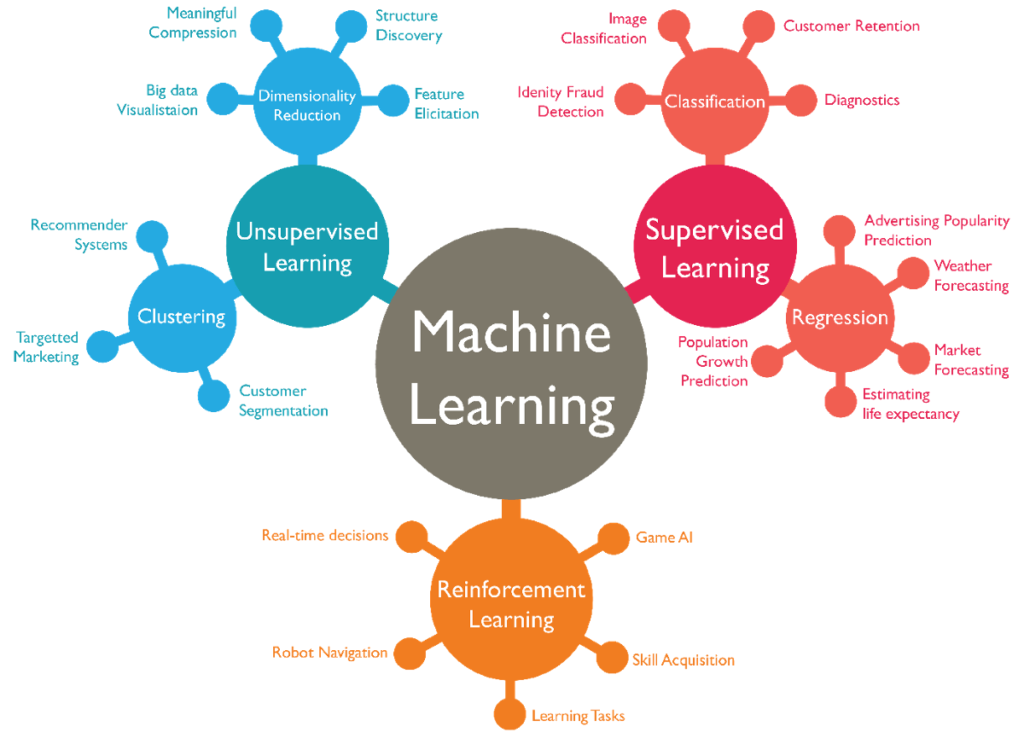 Meaningful
Compression
Structure
Discovery
Big data
Visualistaion
Dimensionality
Reduction
Feature
Elicitation
Image
Classification
Customer Retention
Idenity Fraud
Detection
Classification
Diagnostics
Unsupervised
Learning
Supervised
Learning
Recommender
Systems
Clustering
Targetted
Marketing
Customer
Segmentation
Advertising Popularity
Prediction
Weather
Forecasting
Regression
Population
Growth
Prediction
Market
Forecasting
Estimating
life expectancy
Machine
Learning
Real-time decisions
Game AI
Reinforcement
Learning
Robot Navigation
Skill Acquisition
Learning Tasks